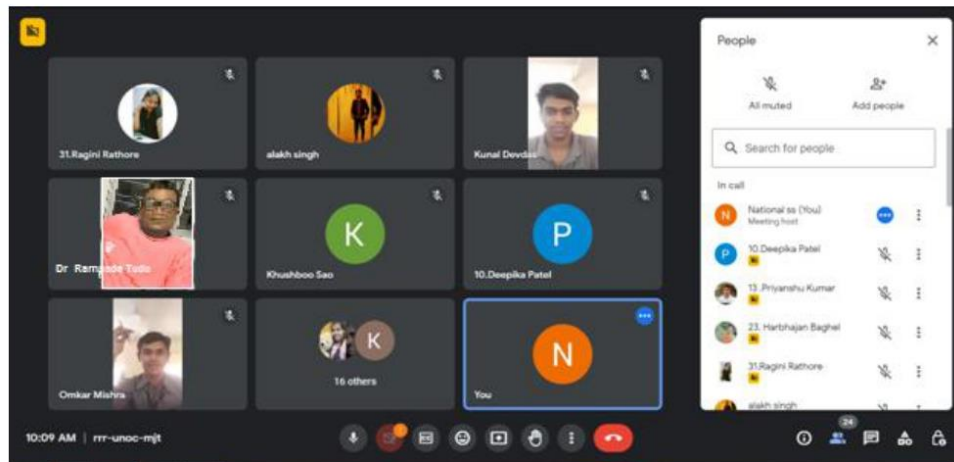 31.Ragini Rathore
alakh singh
Kunal Devdas
Dr Rampade Tudu
K
Khushboo Sao
P
10.Deepika Patel
Omkar Mishra
K
16 others
N
You
10:09 AM | rrr-unoc-mjt
People
All muted
Add people
Search for people
In call
N
National ss (You)
Meeting host
P
10.Deepika Patel
13 .Priyanshu Kumar
23. Harbhajan Baghel
31.Ragini Rathore
alakh singh
24